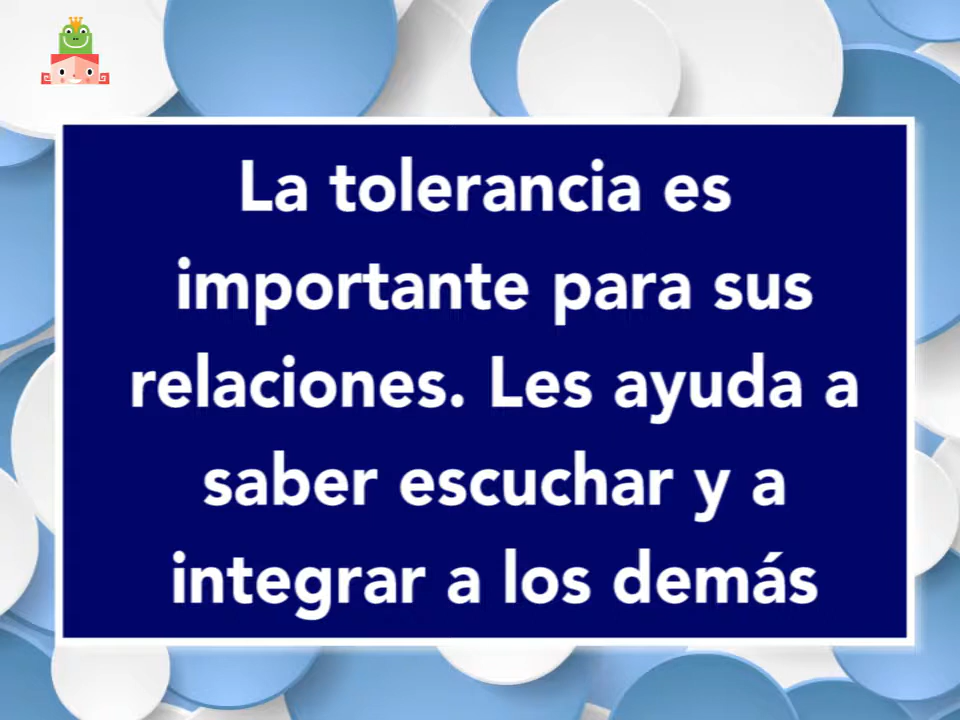 La tolerancia es
importante para sus
relaciones. Les ayuda a
saber escuchar y a
integrar a los demás